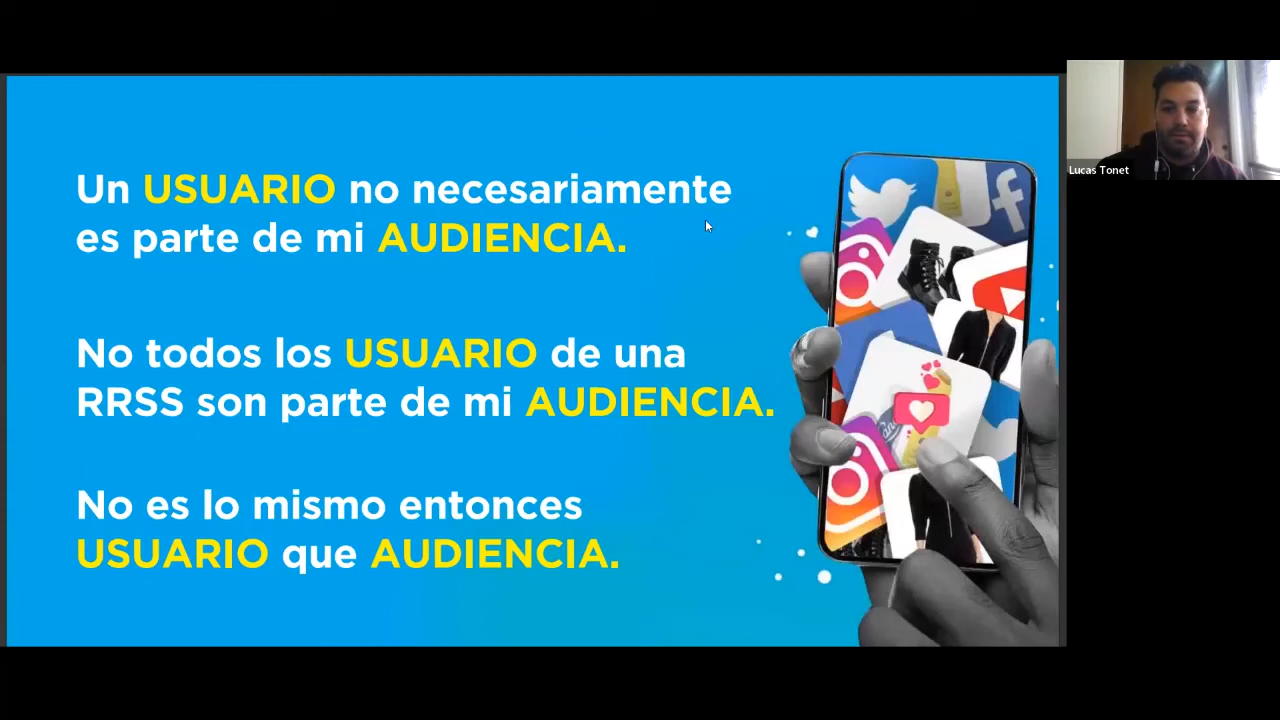 Un USUARIO no necesariamente
es parte de mi AUDIENCIA.
No todos los USUARIO de una
RRSS son parte de mi AUDIENCIA.
No es lo mismo entonces
USUARIO que AUDIENCIA.
Lucas Tonet